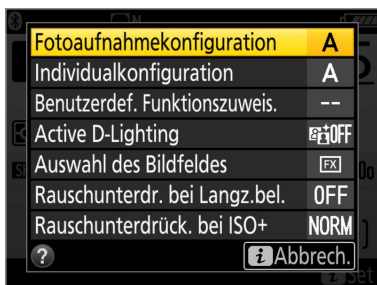 N
Fotoaufnahmekonfiguration A
Individualkonfiguration A
Benutzerdef. Funktionszuweis. --
Active D-Lighting OFF
Auswahl des Bildfeldes FX
Rauschunterdr. bei Langz.bel. OFF
Rauschunterdrück. bei ISO+ NORM
? i Abbrech.
i Set